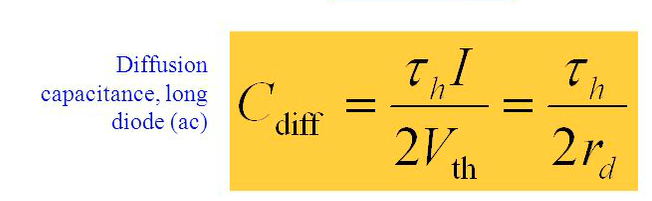 Diffusion
capacitance, long
diode (ac)
C_diff = τ_h I / 2V_th = τ_h / 2r_d